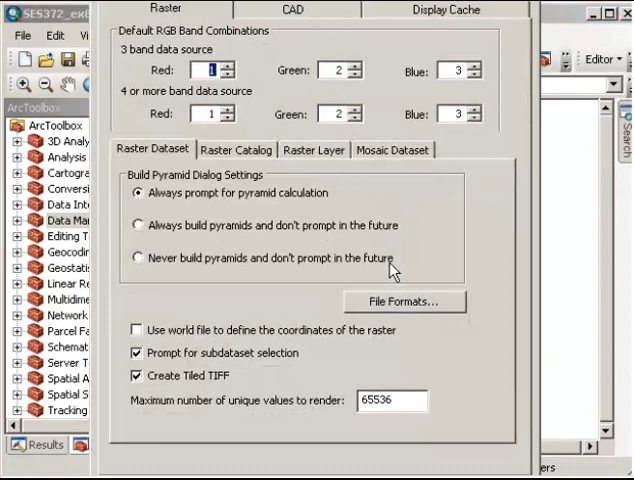 SES372_ex8
Raster CAD Display Cache
File Edit
Default RGB Band Combinations
3 band data source
Red: 1 Green: 2 Blue: 3
4 or more band data source
Red: 1 Green: 2 Blue: 3
Editor
Search
ArcToolbox
ArcToolbox
3D Analy
Analysis
Cartogra
Conversi
Data Int
Data Ma
Editing T
Geocodi
Geostati
Linear Re
Multidime
Network
Parcel Fa
Schemat
Server T
Spatial A
Spatial S
Tracking
Raster Dataset Raster Catalog Raster Layer Mosaic Dataset
Build Pyramid Dialog Settings
Always prompt for pyramid calculation
Always build pyramids and don't prompt in the future
Never build pyramids and don't prompt in the future
File Formats...
Use world file to define the coordinates of the raster
Prompt for subdataset selection
Create Tiled TIFF
Maximum number of unique values to render: 65536
Results
ers